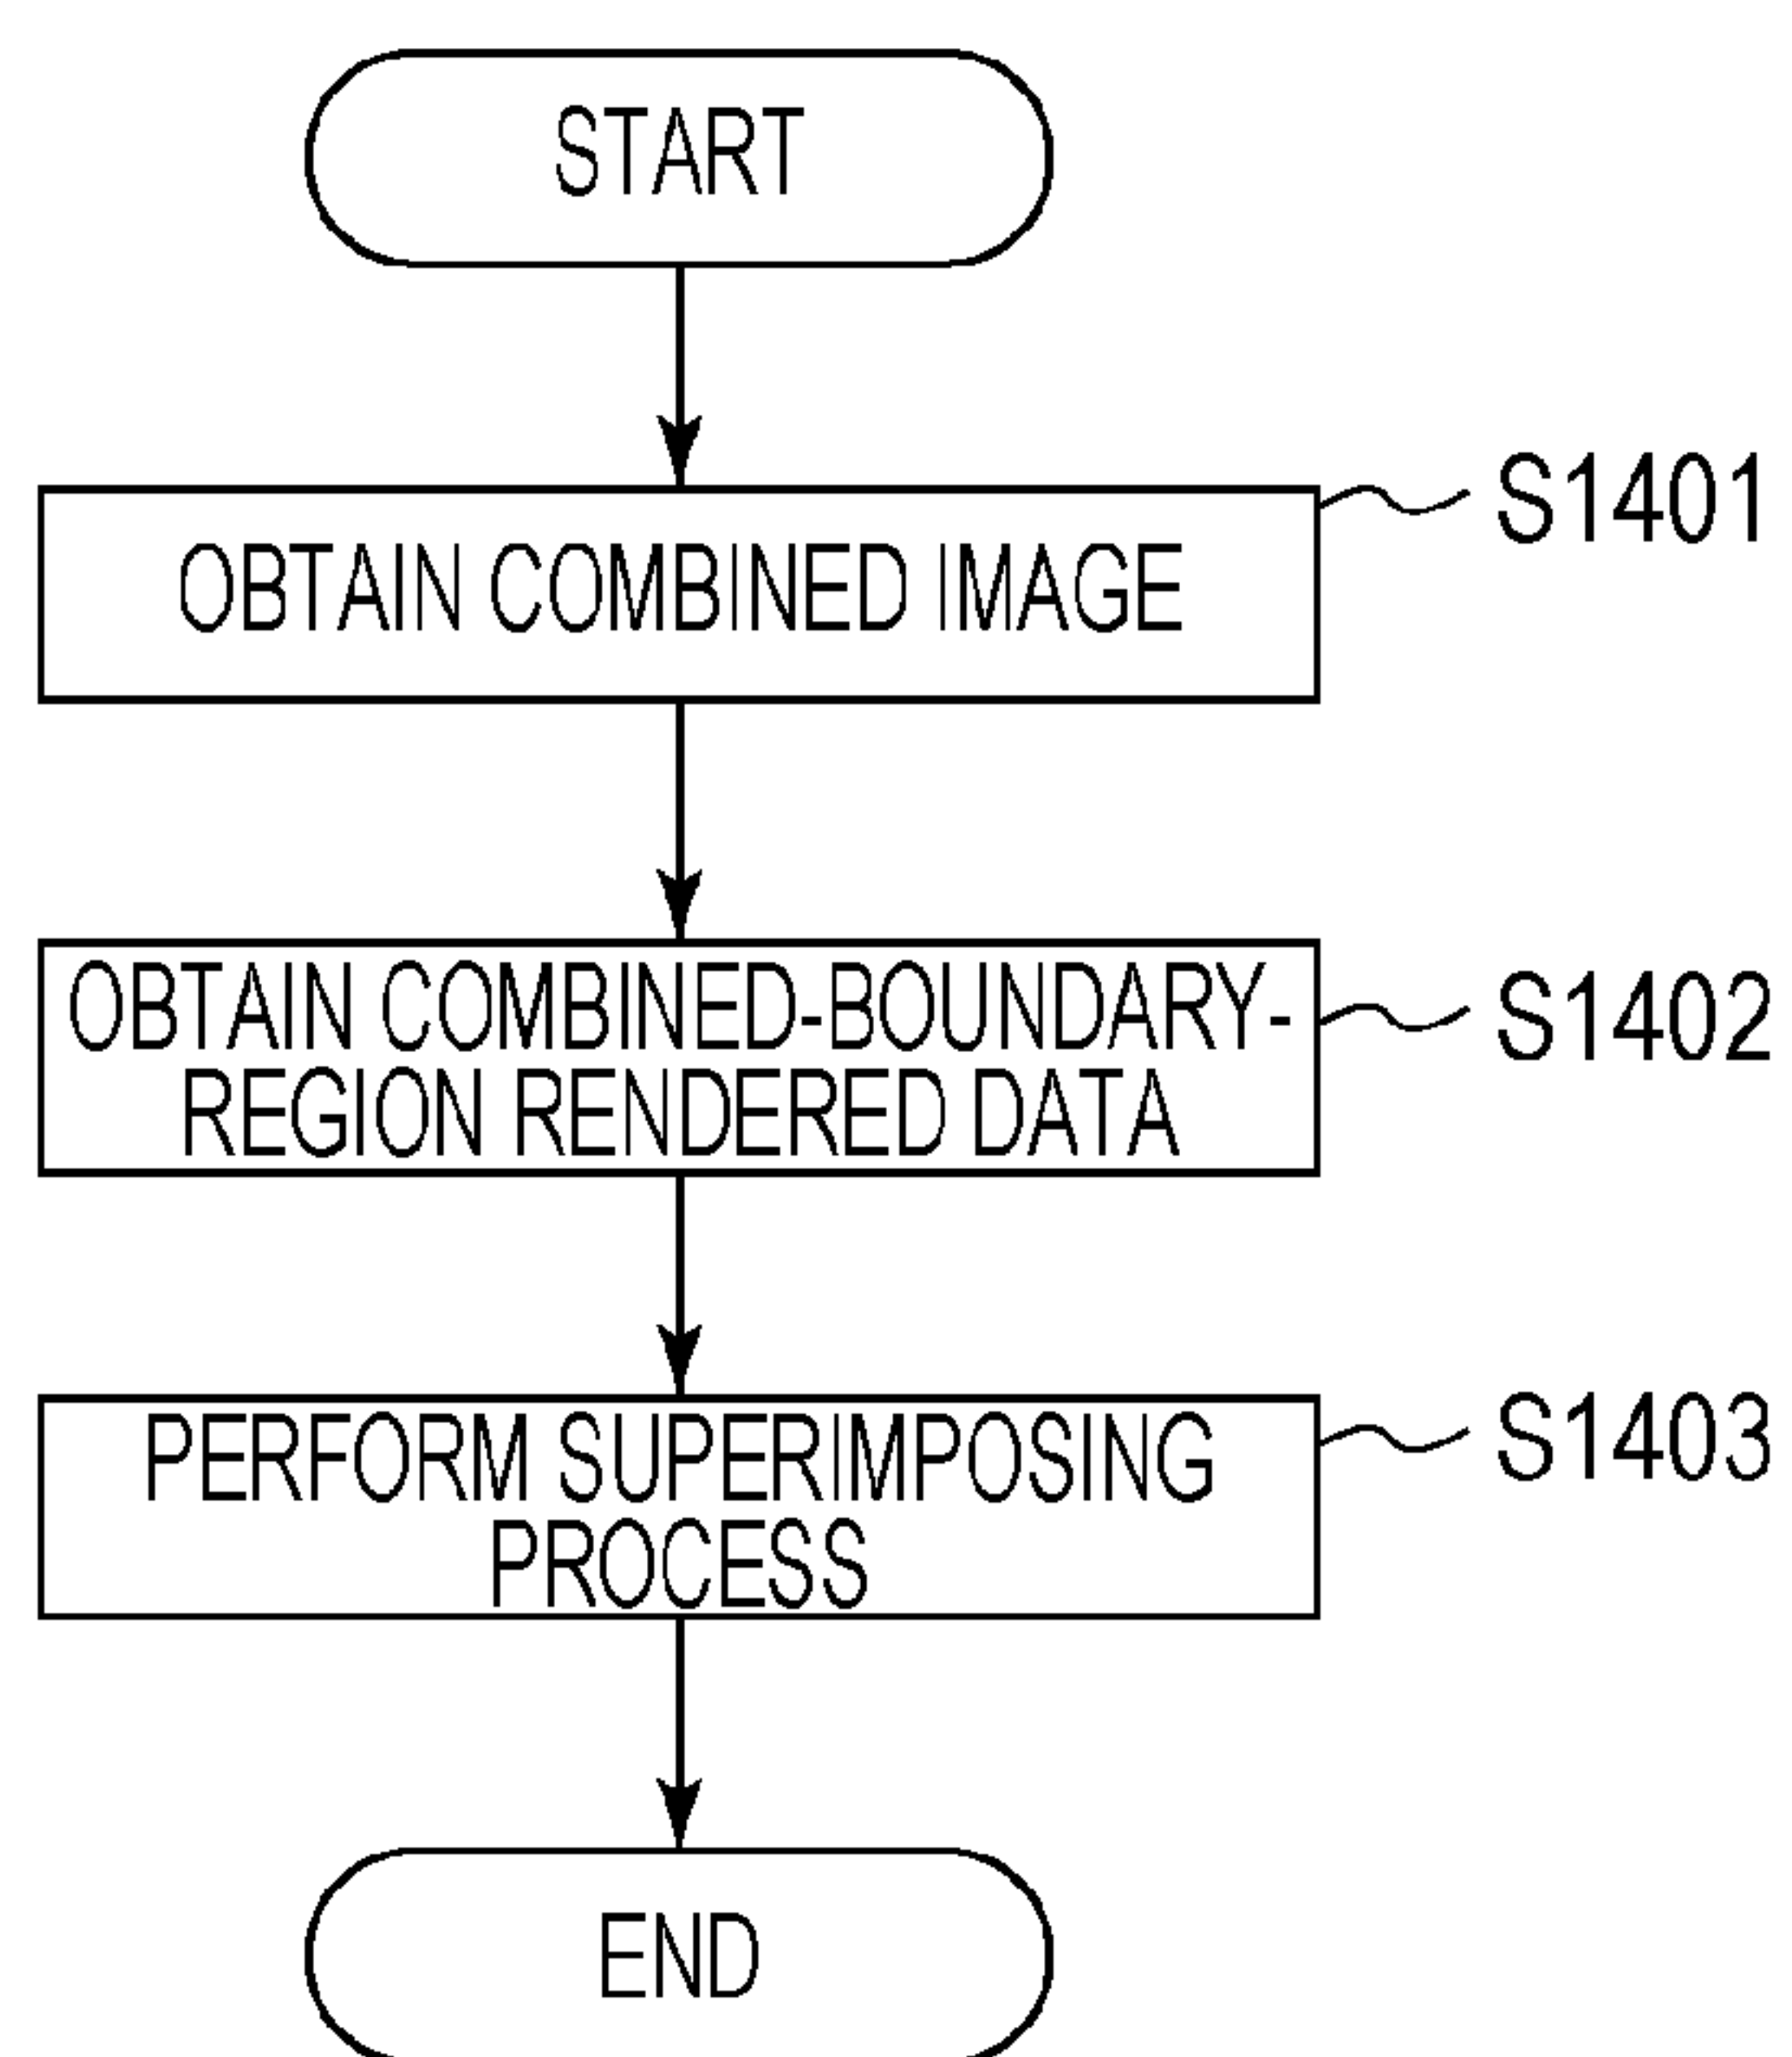 START
S1401
OBTAIN COMBINED IMAGE
S1402
OBTAIN COMBINED-BOUNDARY-
REGION RENDERED DATA
S1403
PERFORM SUPERIMPOSING
PROCESS
END